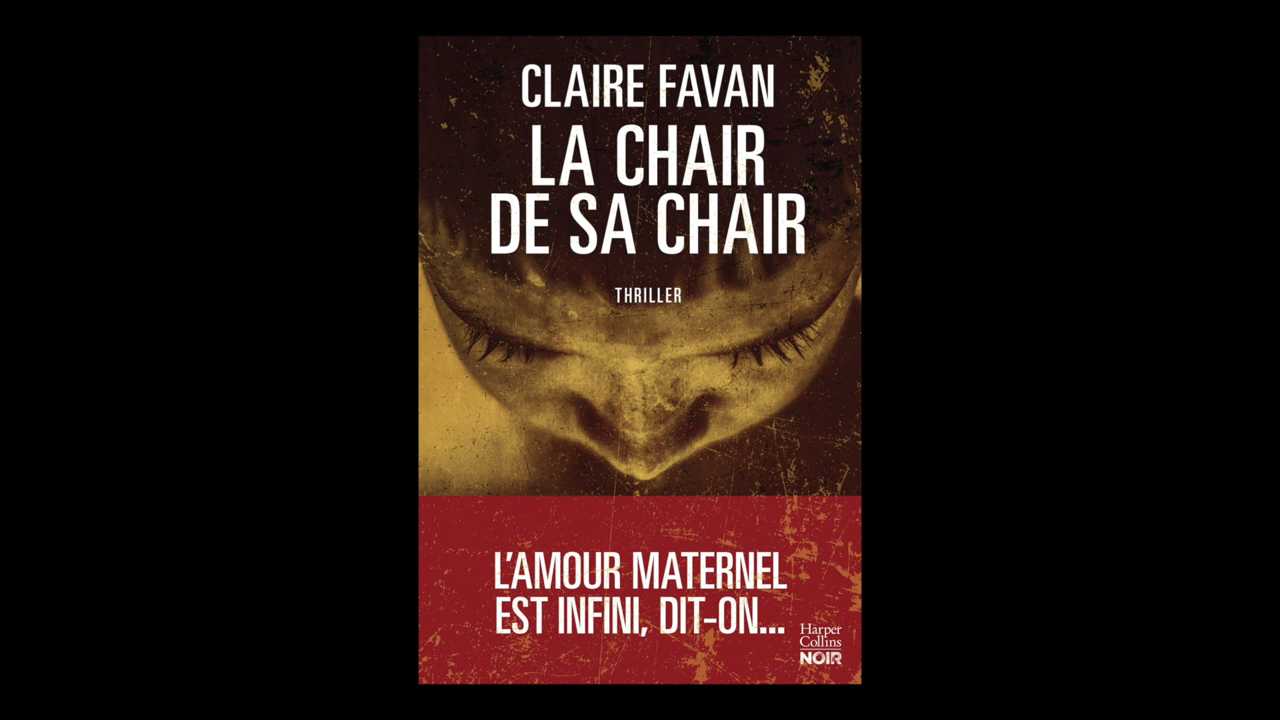 CLAIRE FAVAN
LA CHAIR
DE SA CHAIR
THRILLER
L'AMOUR MATERNEL
EST INFINI, DIT-ON...
Harper
Collins
NOIR